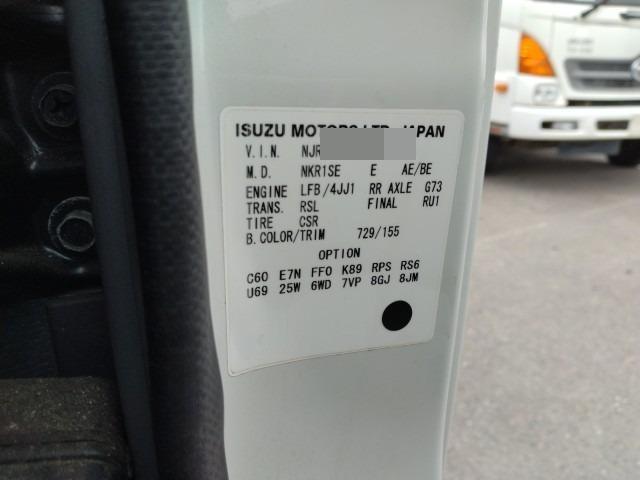 ISUZU MOTORS LTD. JAPAN
V.I.N. NJR
M.D. NKR1SE E AE/BE
ENGINE LFB/4JJ1 RR AXLE G73
TRANS. RSL FINAL RU1
TIRE CSR
B.COLOR/TRIM 729/155
OPTION
C60 E7N FF0 K89 RPS RS6
U69 25W 6WD 7VP 8GJ 8JM